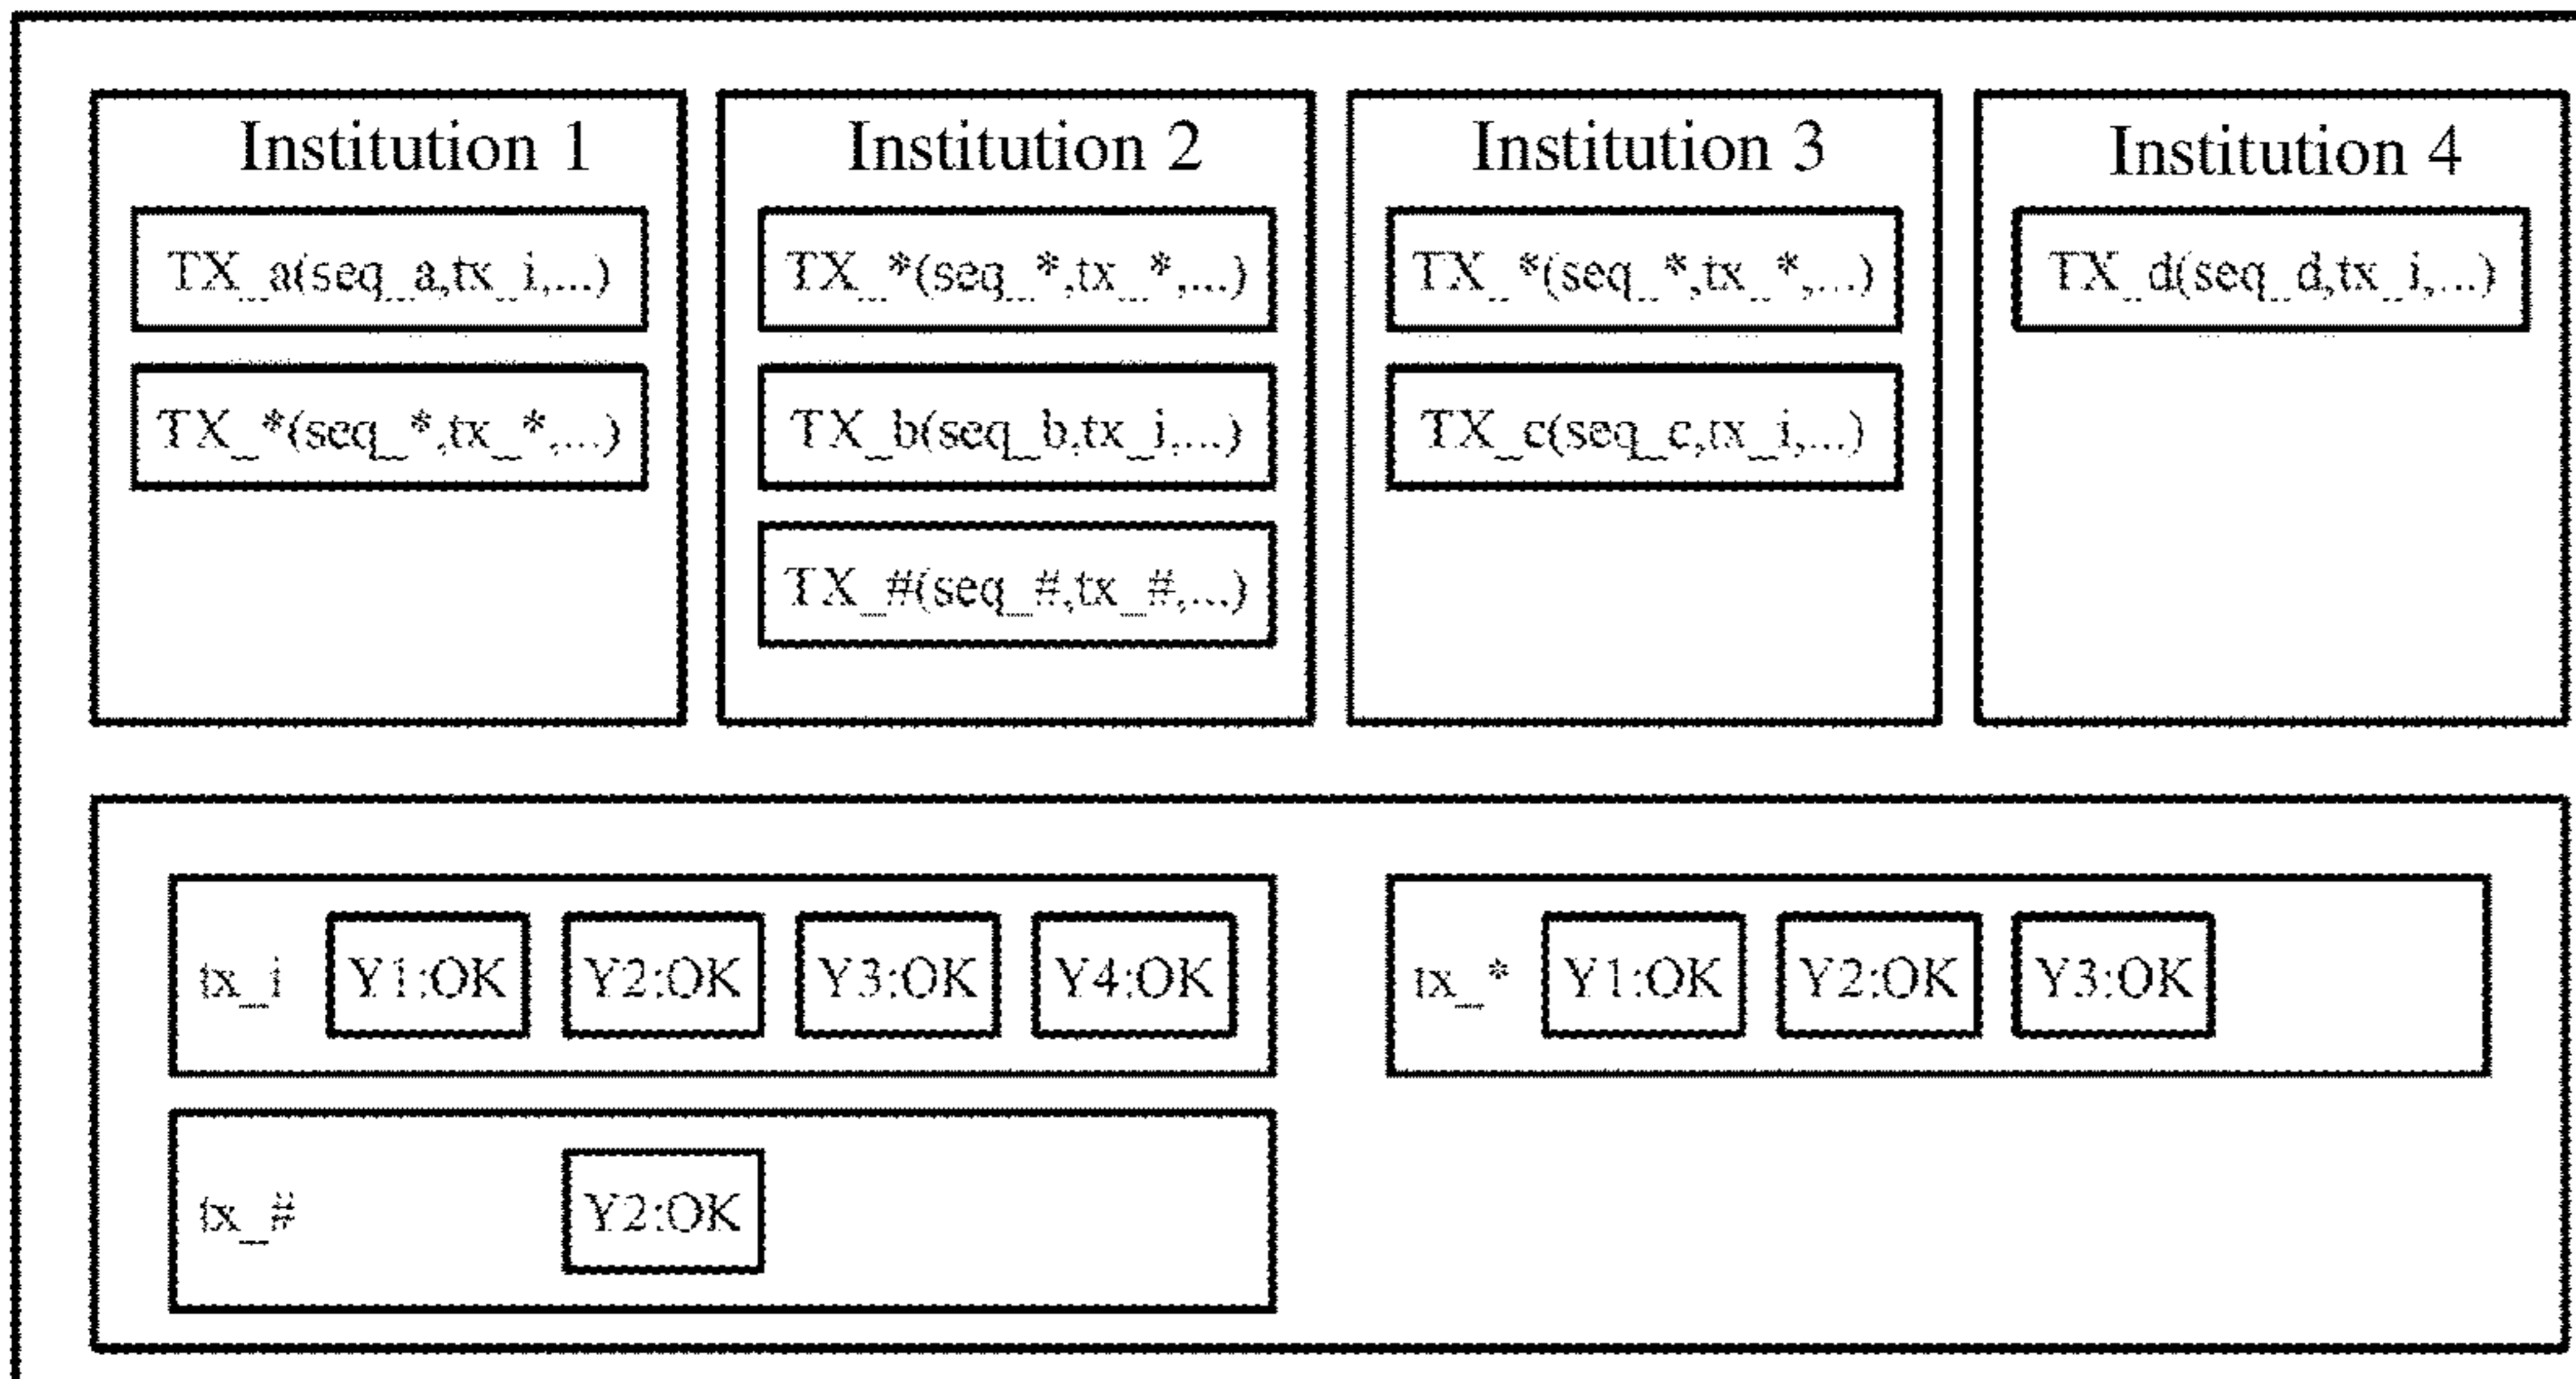 Institution 1
TX_a(seq_a,tx_i,...)
TX_*(seq_*,tx_*,...)
Institution 2
TX_*(seq_*,tx_*,...)
TX_b(seq_b,tx_i,...)
TX_#(seq_#,tx_#,...)
Institution 3
TX_*(seq_*,tx_*,...)
TX_c(seq_c,tx_i,...)
Institution 4
TX_d(seq_d,tx_i,...)
tx_i Y1:OK Y2:OK Y3:OK Y4:OK
tx_* Y1:OK Y2:OK Y3:OK
tx_# Y2:OK